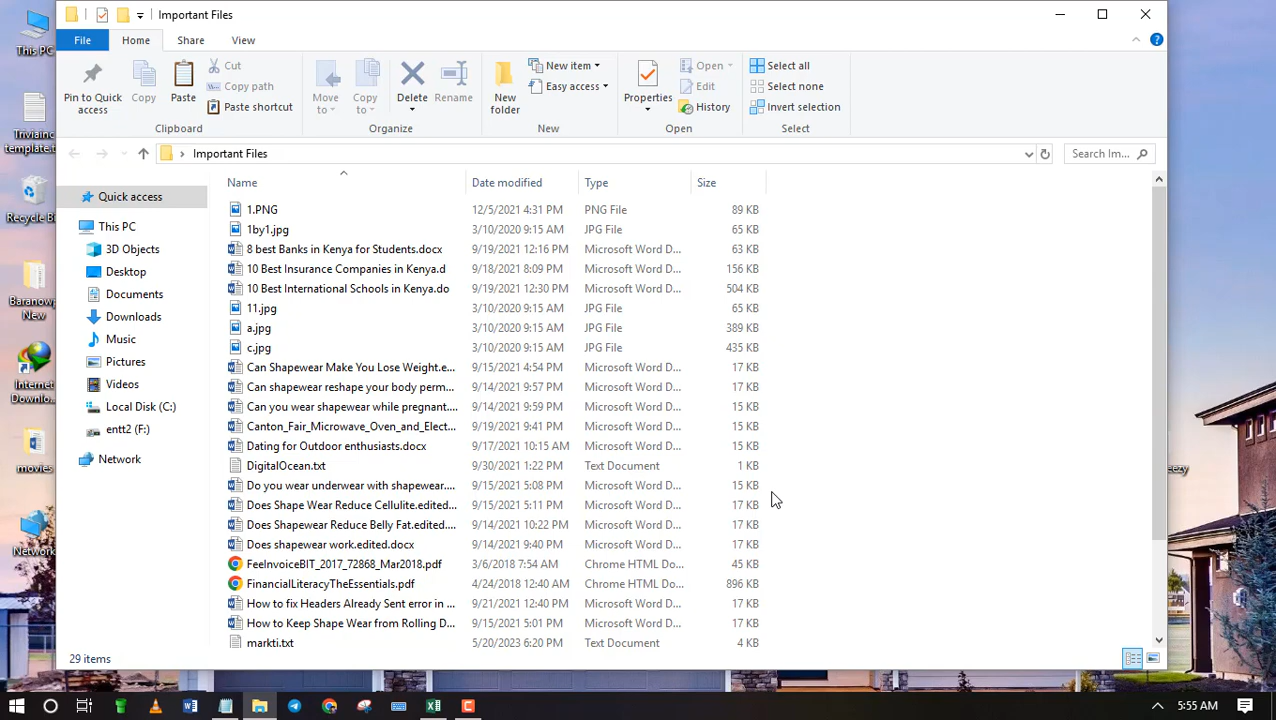 Important Files
This PC
File Home Share View
Pin to Quick access
Copy
Paste
Cut
Copy path
Paste shortcut
Clipboard
Move to
Copy to
Delete
Rename
Organize
New folder
New item
Easy access
New
Properties
Open
Edit
History
Open
Select all
Select none
Invert selection
Select
Important Files
Search Im...
Name Date modified Type Size
1.PNG 12/5/2021 4:31 PM PNG File 89 KB
1by1.jpg 3/10/2020 9:15 AM JPG File 65 KB
8 best Banks in Kenya for Students.docx 9/19/2021 12:16 PM Microsoft Word D... 63 KB
10 Best Insurance Companies in Kenya.d 9/18/2021 8:09 PM Microsoft Word D... 156 KB
10 Best International Schools in Kenya.do 9/19/2021 12:30 PM Microsoft Word D... 504 KB
11.jpg 3/10/2020 9:15 AM JPG File 65 KB
a.jpg 3/10/2020 9:15 AM JPG File 389 KB
c.jpg 3/10/2020 9:15 AM JPG File 435 KB
Can Shapewear Make You Lose Weight.e... 9/15/2021 4:54 PM Microsoft Word D... 17 KB
Can shapewear reshape your body perm... 9/14/2021 9:57 PM Microsoft Word D... 17 KB
Can you wear shapewear while pregnant.... 9/14/2021 9:59 PM Microsoft Word D... 15 KB
Canton_Fair_Microwave_Oven_and_Elect... 9/19/2021 9:41 PM Microsoft Word D... 15 KB
Dating for Outdoor enthusiasts.docx 9/17/2021 10:15 AM Microsoft Word D... 15 KB
DigitalOcean.txt 9/30/2021 1:22 PM Text Document 1 KB
Do you wear underwear with shapewear.... 9/15/2021 5:08 PM Microsoft Word D... 15 KB
Does Shape Wear Reduce Cellulite.edited... 9/15/2021 5:11 PM Microsoft Word D... 17 KB
Does Shapewear Reduce Belly Fat.edited.... 9/14/2021 10:22 PM Microsoft Word D... 17 KB
Does shapewear work.edited.docx 9/14/2021 9:40 PM Microsoft Word D... 17 KB
FeeInvoiceBIT_2017_72868_Mar2018.pdf 3/6/2018 7:54 AM Chrome HTML Do... 45 KB
FinancialLiteracyTheEssentials.pdf 4/24/2018 12:40 AM Chrome HTML Do... 896 KB
How to fix Headers Already Sent error in ... 9/21/2021 12:40 PM Microsoft Word D... 17 KB
How to Keep Shape Wear from Rolling D... 9/15/2021 5:01 PM Microsoft Word D... 17 KB
markti.txt 5/20/2023 6:20 PM Text Document 4 KB
Quick access
This PC
3D Objects
Desktop
Documents
Downloads
Music
Pictures
Videos
Local Disk (C:)
entt2 (F:)
Network
29 items
Triviainc
template.t
Recycle Bi
Baranow
New
Internet
Downlo...
movies
Network
eezy
5:55 AM